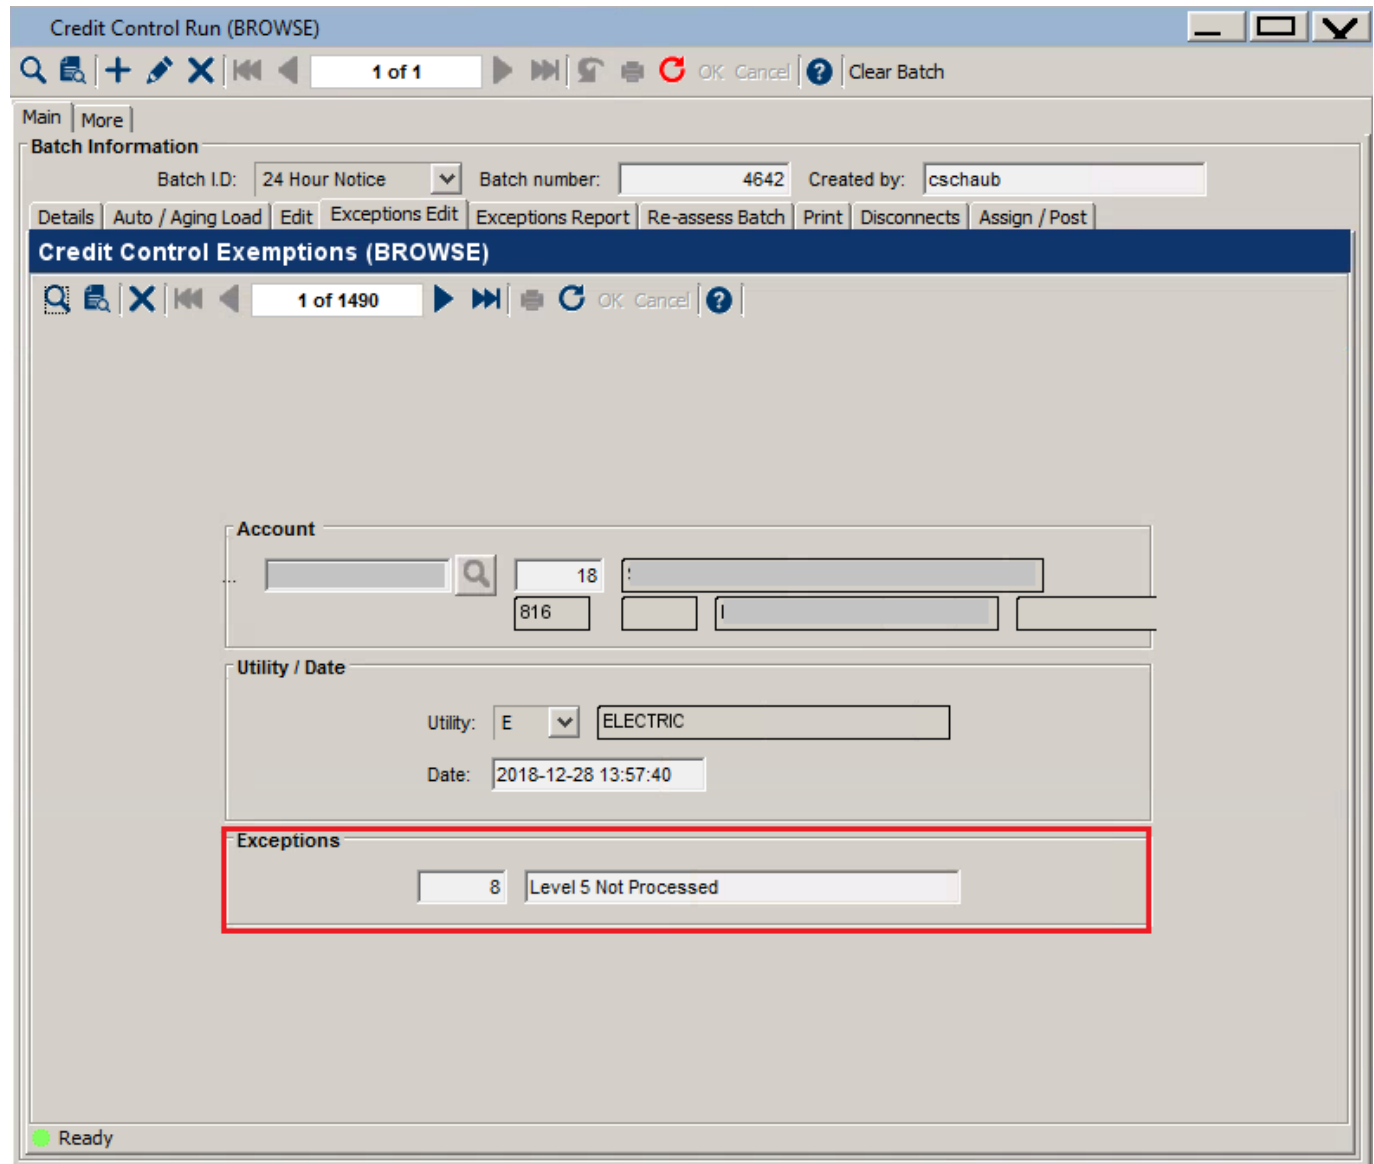 Credit Control Run (BROWSE)
1 of 1 OK Cancel ? Clear Batch
Main More
Batch Information
Batch I.D: 24 Hour Notice Batch number: 4642 Created by: cschaub
Details Auto / Aging Load Edit Exceptions Edit Exceptions Report Re-assess Batch Print Disconnects Assign / Post
Credit Control Exemptions (BROWSE)
1 of 1490 OK Cancel ?
Account
... 18
816
Utility / Date
Utility: E ELECTRIC
Date: 2018-12-28 13:57:40
Exceptions
8 Level 5 Not Processed
Ready